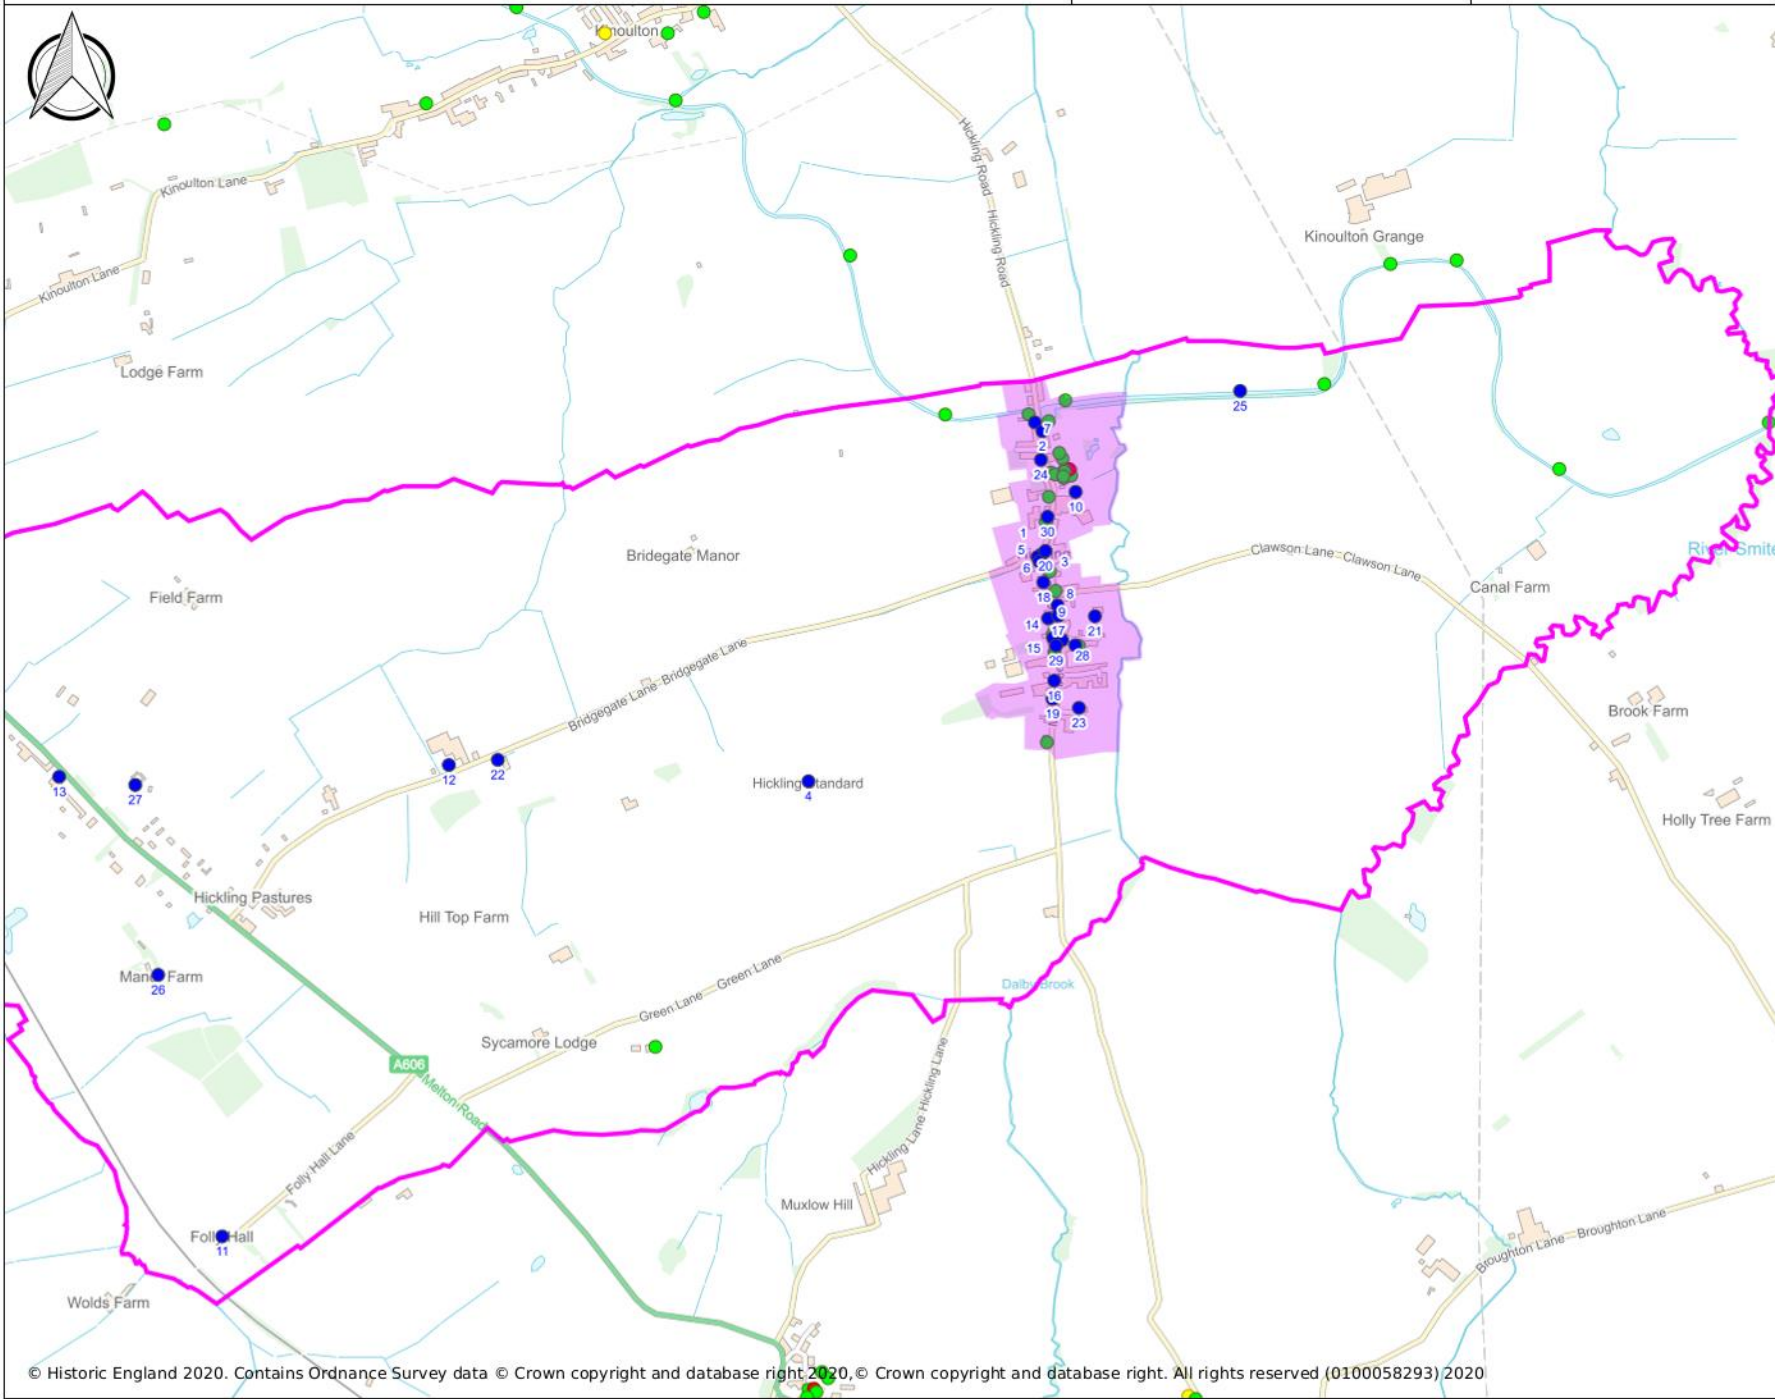 Kinoulton
Kinoulton Lane
Hickling Road
Hickling Road
Kinoulton Grange
Kinoulton Lane
Lodge Farm
25
7
2
24
10
1
30
5
3
6
20
Bridegate Manor
Clawson Lane
Clawson Lane
River Smite
Canal Farm
Field Farm
18
8
9
14
17
21
15
28
29
Bridgegate Lane
Bridgegate Lane
16
19
23
Brook Farm
12
22
Hickling Standard
4
13
27
Holly Tree Farm
Hickling Pastures
Hill Top Farm
Manor Farm
26
Dalby Brook
Green Lane
Green Lane
Sycamore Lodge
A606
Melton Road
Hickling Lane
Hickling Lane
Folly Hall Lane
Muxlow Hill
Folly Hall
11
Broughton Lane
Broughton Lane
Wolds Farm
© Historic England 2020. Contains Ordnance Survey data © Crown copyright and database right 2020,© Crown copyright and database right. All rights reserved (0100058293) 2020